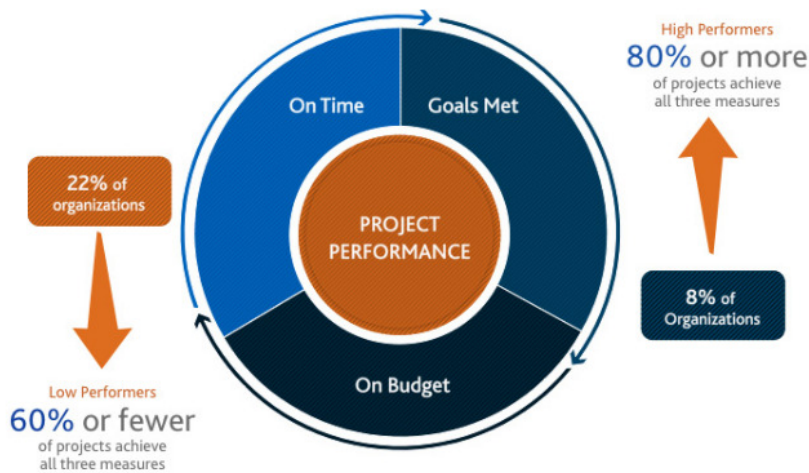 High Performers
80% or more
of projects achieve
all three measures
On Time
Goals Met
22% of
organizations
PROJECT
PERFORMANCE
8% of
Organizations
On Budget
Low Performers
60% or fewer
of projects achieve
all three measures